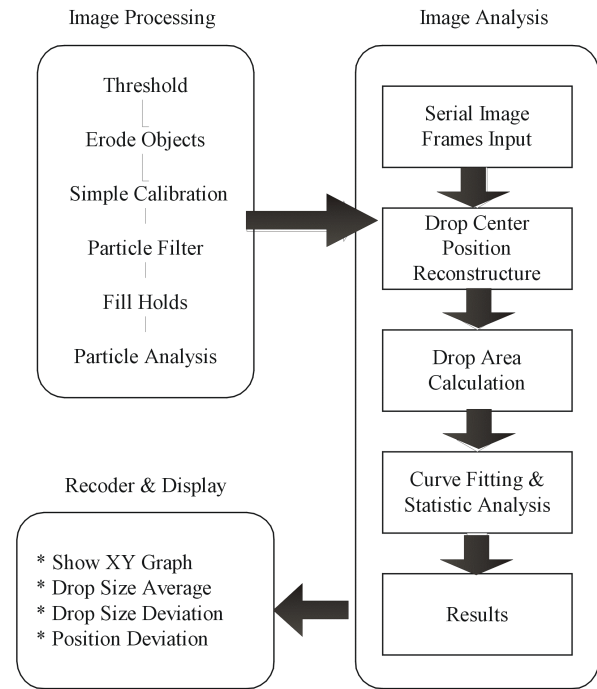 Image Processing
Threshold
Erode Objects
Simple Calibration
Particle Filter
Fill Holds
Particle Analysis
Image Analysis
Serial Image
Frames Input
Drop Center
Position
Reconstructure
Drop Area
Calculation
Curve Fitting &
Statistic Analysis
Results
Recoder & Display
* Show XY Graph
* Drop Size Average
* Drop Size Deviation
* Position Deviation